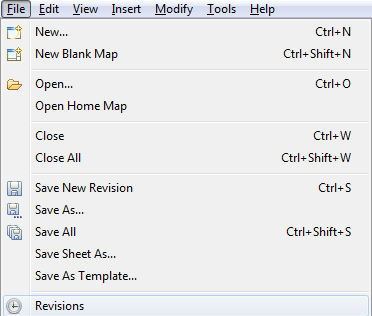 File Edit View Insert Modify Tools Help
New... Ctrl+N
New Blank Map Ctrl+Shift+N
Open... Ctrl+O
Open Home Map
Close Ctrl+W
Close All Ctrl+Shift+W
Save New Revision Ctrl+S
Save As...
Save All Ctrl+Shift+S
Save Sheet As...
Save As Template...
Revisions